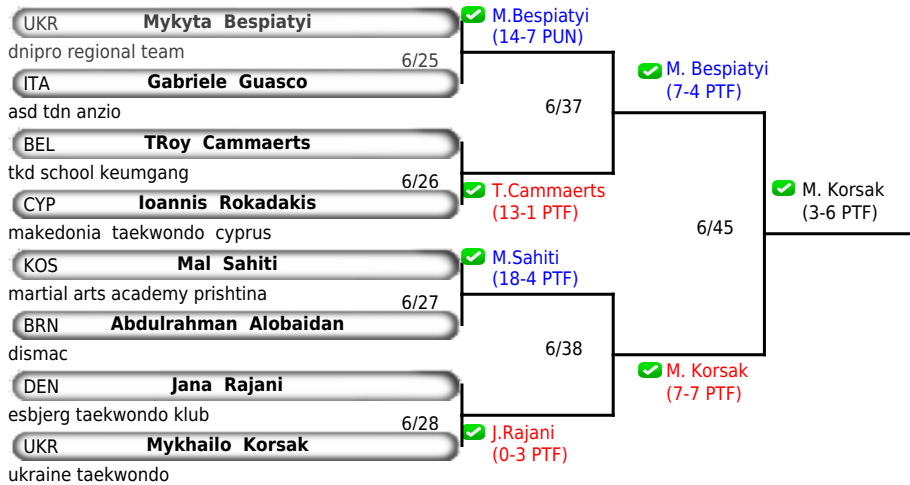 UKR Mykyta Bespiatyi
dnipro regional team
6/25
ITA Gabriele Guasco
asd tdn anzio
BEL TRoy Cammaerts
tkd school keumgang
6/26
CYP Ioannis Rokadakis
makedonia taekwondo cyprus
KOS Mal Sahiti
martial arts academy prishtina
6/27
BRN Abdulrahman Alobaidan
dismac
DEN Jana Rajani
esbjerg taekwondo klub
6/28
UKR Mykhailo Korsak
ukraine taekwondo
M.Bespiatyi
(14-7 PUN)
6/37
T.Cammaerts
(13-1 PTF)
M.Sahiti
(18-4 PTF)
6/38
J.Rajani
(0-3 PTF)
M. Bespiatyi
(7-4 PTF)
6/45
M. Korsak
(7-7 PTF)
M. Korsak
(3-6 PTF)